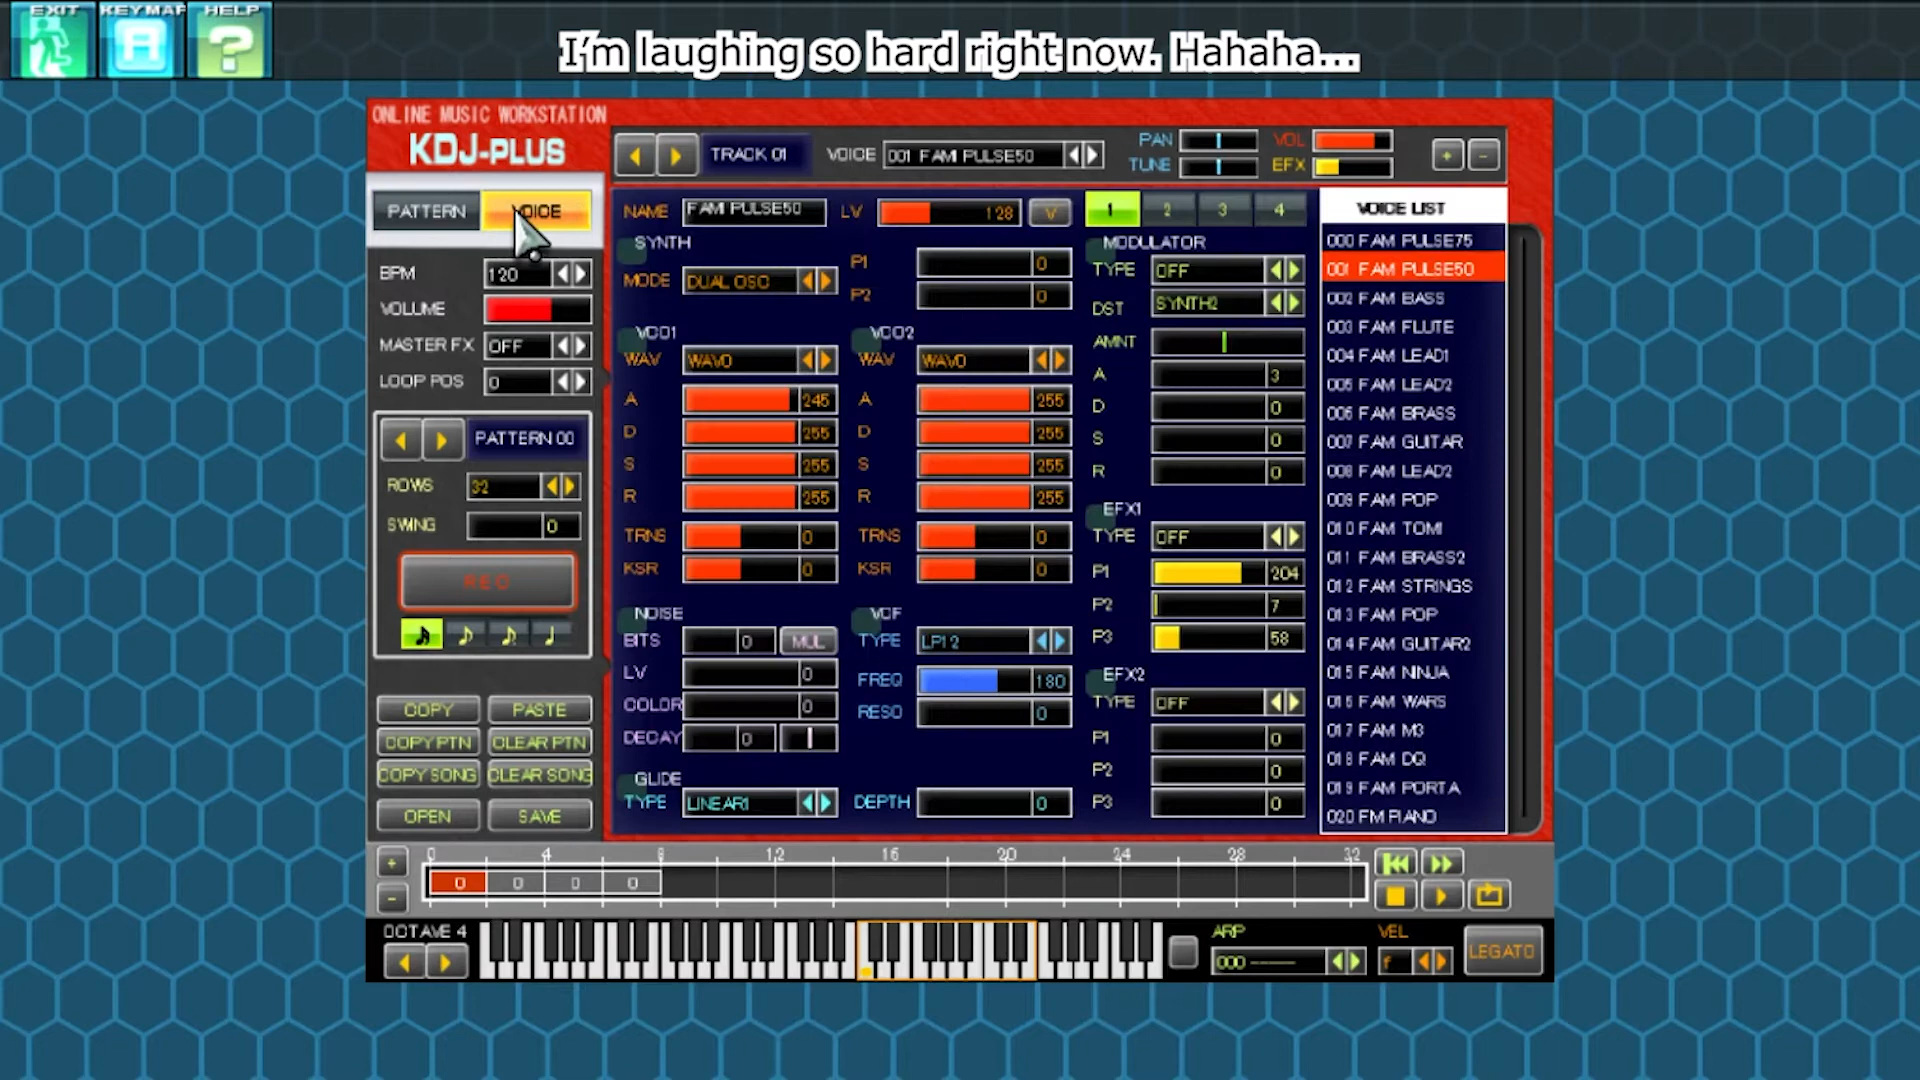 EXIT KEYMAP HELP
I'm laughing so hard right now. Hahaha...
ONLINE MUSIC WORKSTATION
KDJ-PLUS
TRACK 01 VOICE 001 FAM PULSE50 PAN TUNE VOL EFX + -
PATTERN VOICE
BPM 120
VOLUME
MASTER FX OFF
LOOP POS 0
PATTERN 00
ROWS 32
SWING 0
REC
COPY PASTE
COPY PTN CLEAR PTN
COPY SONG CLEAR SONG
OPEN SAVE
NAME FAM PULSE50 LV 128 V
SYNTH
MODE DUAL OSC P1 0
P2 0
VCO1
WAV WAV0
A 245
D 255
S 255
R 255
TRNS 0
KSR 0
VCO2
WAV WAV0
A 255
D 255
S 255
R 255
TRNS 0
KSR 0
NOISE
BITS 0 MUL
LV 0
COLOR 0
DECAY 0
VCF
TYPE LP12
FREQ 180
RESO 0
GLIDE
TYPE LINEAR1 DEPTH 0
1 2 3 4
MODULATOR
TYPE OFF
DST SYNTH2
AMNT
A 3
D 0
S 0
R 0
EFX1
TYPE OFF
P1 204
P2 7
P3 58
EFX2
TYPE OFF
P1 0
P2 0
P3 0
VOICE LIST
000 FAM PULSE75
001 FAM PULSE50
002 FAM BASS
003 FAM FLUTE
004 FAM LEAD1
005 FAM LEAD2
006 FAM BRASS
007 FAM GUITAR
008 FAM LEAD2
009 FAM POP
010 FAM TOM1
011 FAM BRASS2
012 FAM STRINGS
013 FAM POP
014 FAM GUITAR2
015 FAM NINJA
016 FAM WARS
017 FAM M3
018 FAM DQ
019 FAM PORTA
020 FM PIANO
+ 0 4 8 12 16 20 24 28 32
- 0 0 0 0
OCTAVE 4 ARP VEL
000 ------ f LEGATO